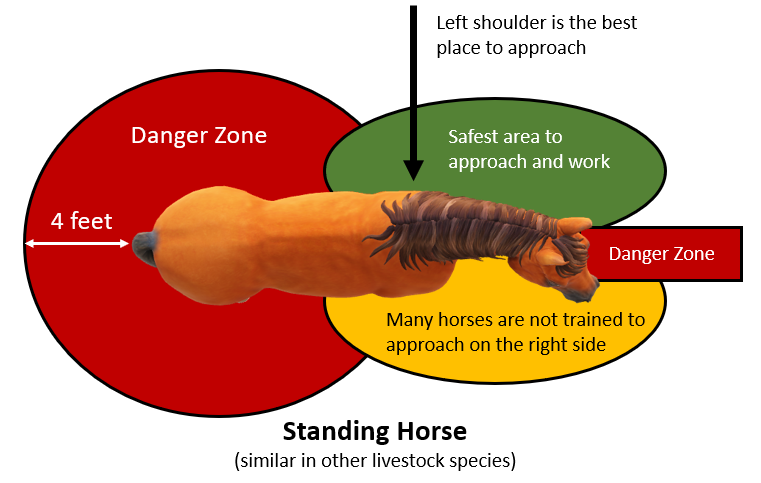 Left shoulder is the best
place to approach
Danger Zone
Safest area to
approach and work
4 feet
Danger Zone
Many horses are not trained to
approach on the right side
Standing Horse
(similar in other livestock species)